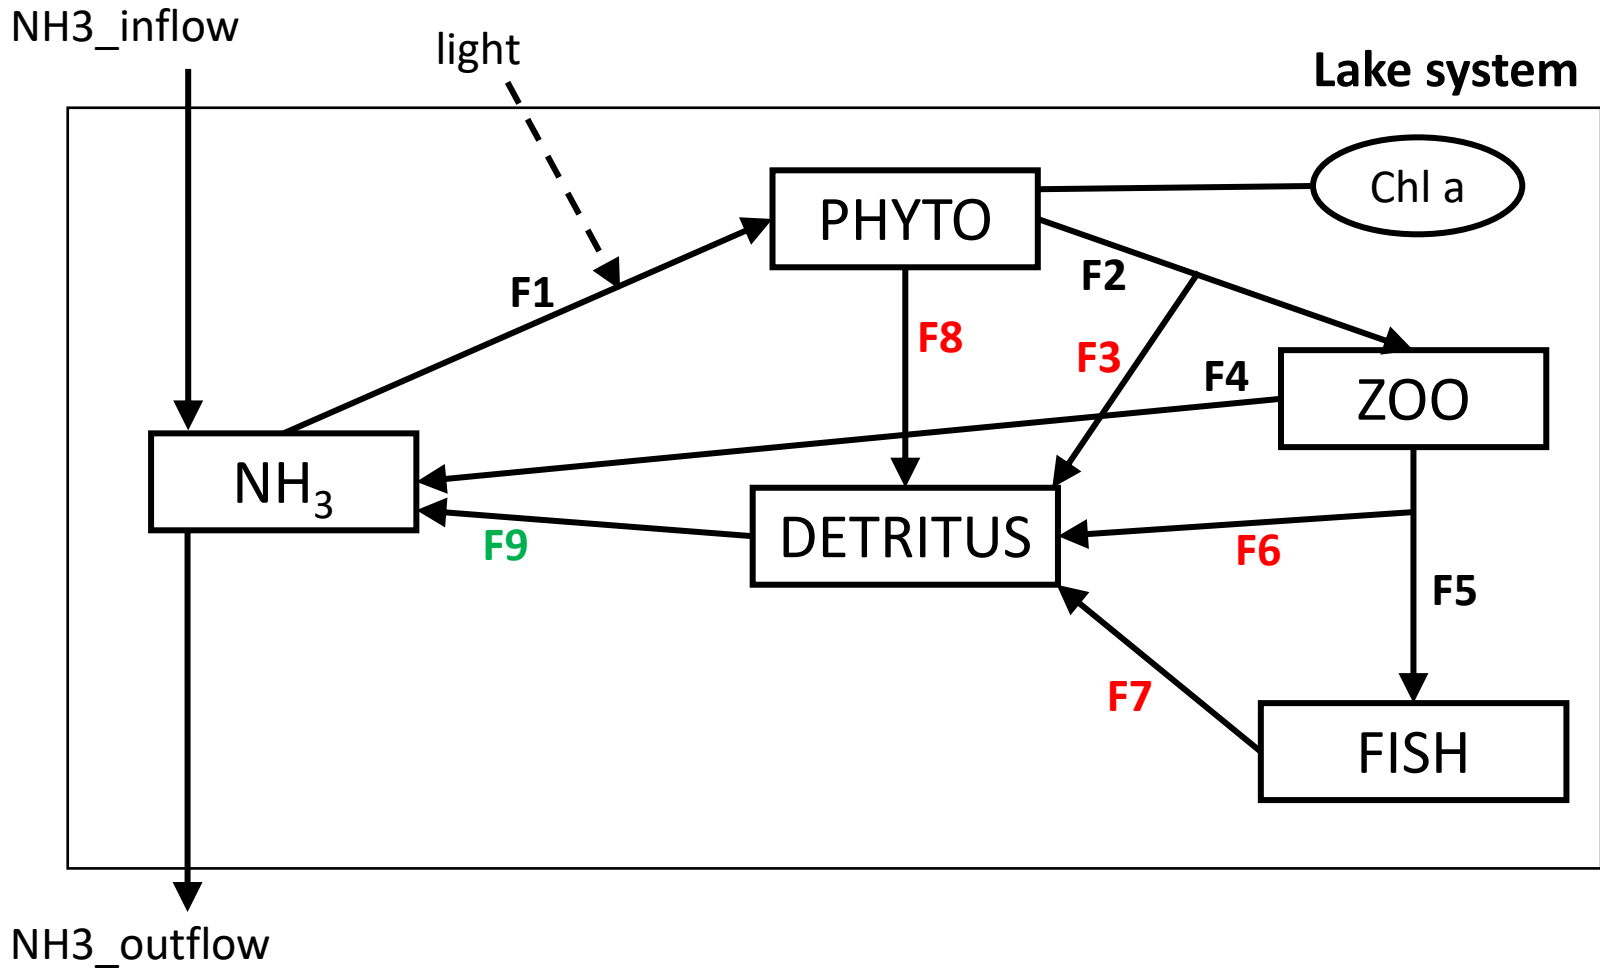 NH3_inflow
light
Lake system
Chl a
PHYTO
F2
F1
F8
F3
F4
ZOO
NH₃
DETRITUS
F9
F6
F5
F7
FISH
NH3_outflow